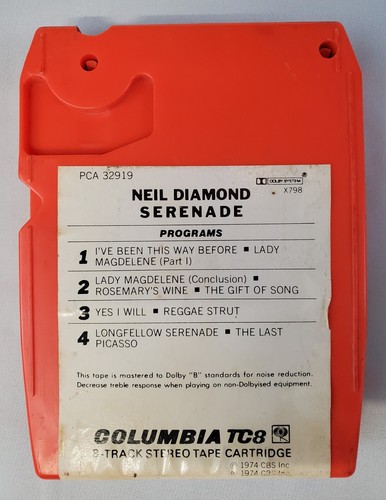 PCA 32919
DOLBY SYSTEM ®
X798
NEIL DIAMOND
SERENADE
PROGRAMS
1 I'VE BEEN THIS WAY BEFORE ■ LADY
MAGDELENE (Part I)
2 LADY MAGDELENE (Conclusion) ■
ROSEMARY'S WINE ■ THE GIFT OF SONG
3 YES I WILL ■ REGGAE STRUT
4 LONGFELLOW SERENADE ■ THE LAST
PICASSO
This tape is mastered to Dolby "B" standards for noise reduction.
Decrease treble response when playing on non-Dolbyised equipment.
COLUMBIA TC8
8-TRACK STEREO TAPE CARTRIDGE
© 1974 CBS Inc
℗ 1974 CBS Inc